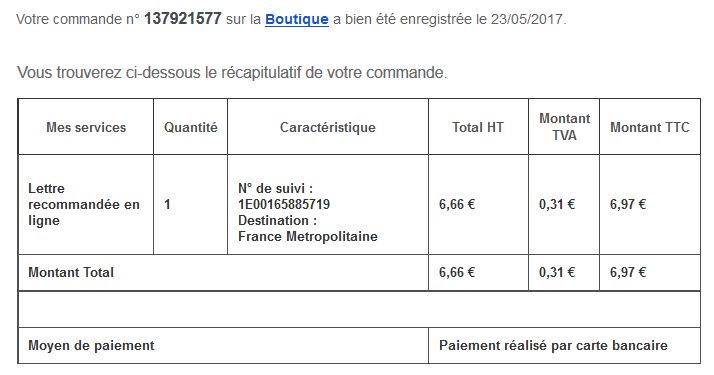 Votre commande n° 137921577 sur la Boutique a bien été enregistrée le 23/05/2017.
Vous trouverez ci-dessous le récapitulatif de votre commande.
Mes services Quantité Caractéristique Total HT Montant TVA Montant TTC
Lettre recommandée en ligne 1 N° de suivi : 1E00165885719 Destination : France Metropolitaine 6,66 € 0,31 € 6,97 €
Montant Total 6,66 € 0,31 € 6,97 €
Moyen de paiement Paiement réalisé par carte bancaire